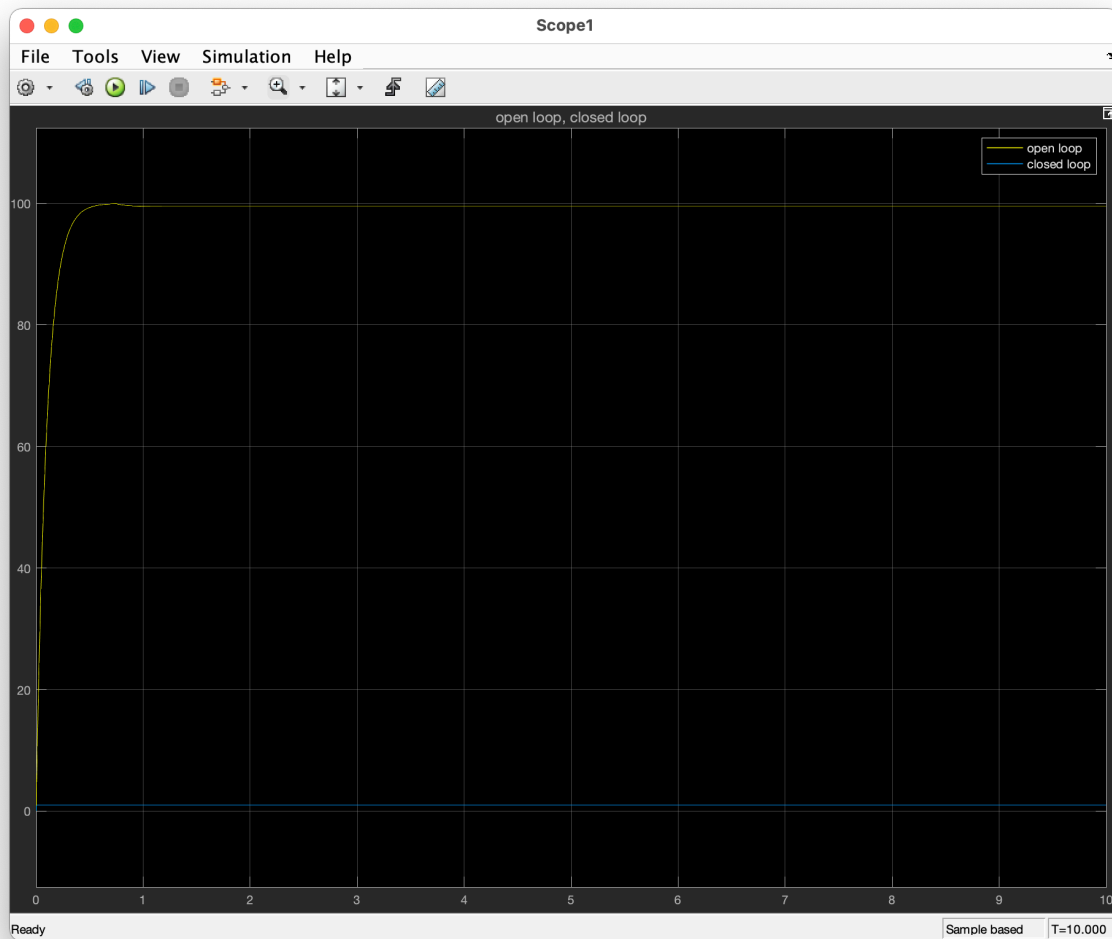 Scope1
File Tools View Simulation Help
open loop, closed loop
open loop
closed loop
100
80
60
40
20
0
0 1 2 3 4 5 6 7 8 9 10
Ready
Sample based T=10.000